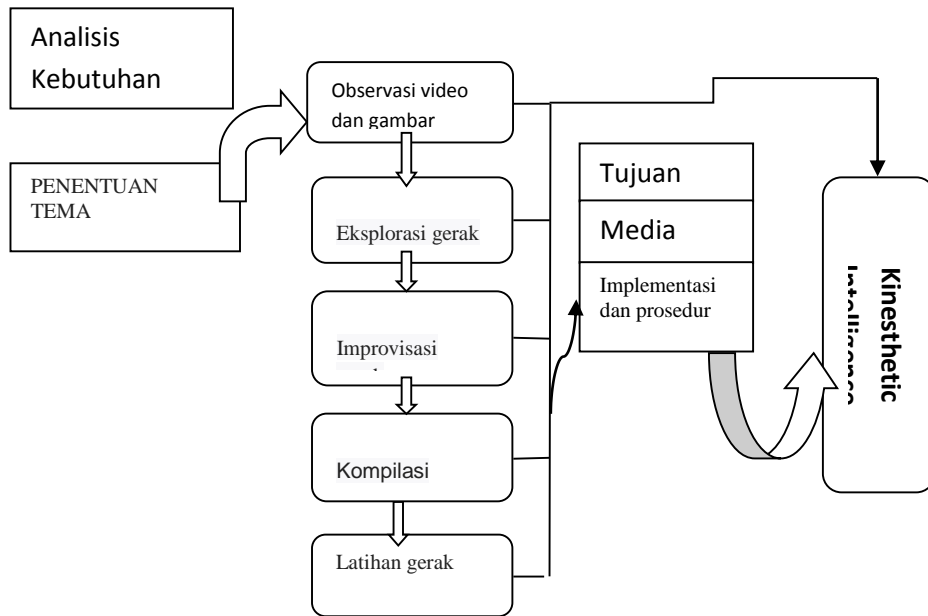 Analisis
Kebutuhan
PENENTUAN
TEMA
Observasi video
dan gambar
Eksplorasi gerak
Improvisasi
Kompilasi
Latihan gerak
Tujuan
Media
Implementasi
dan prosedur
Kinesthetic
Intelligence